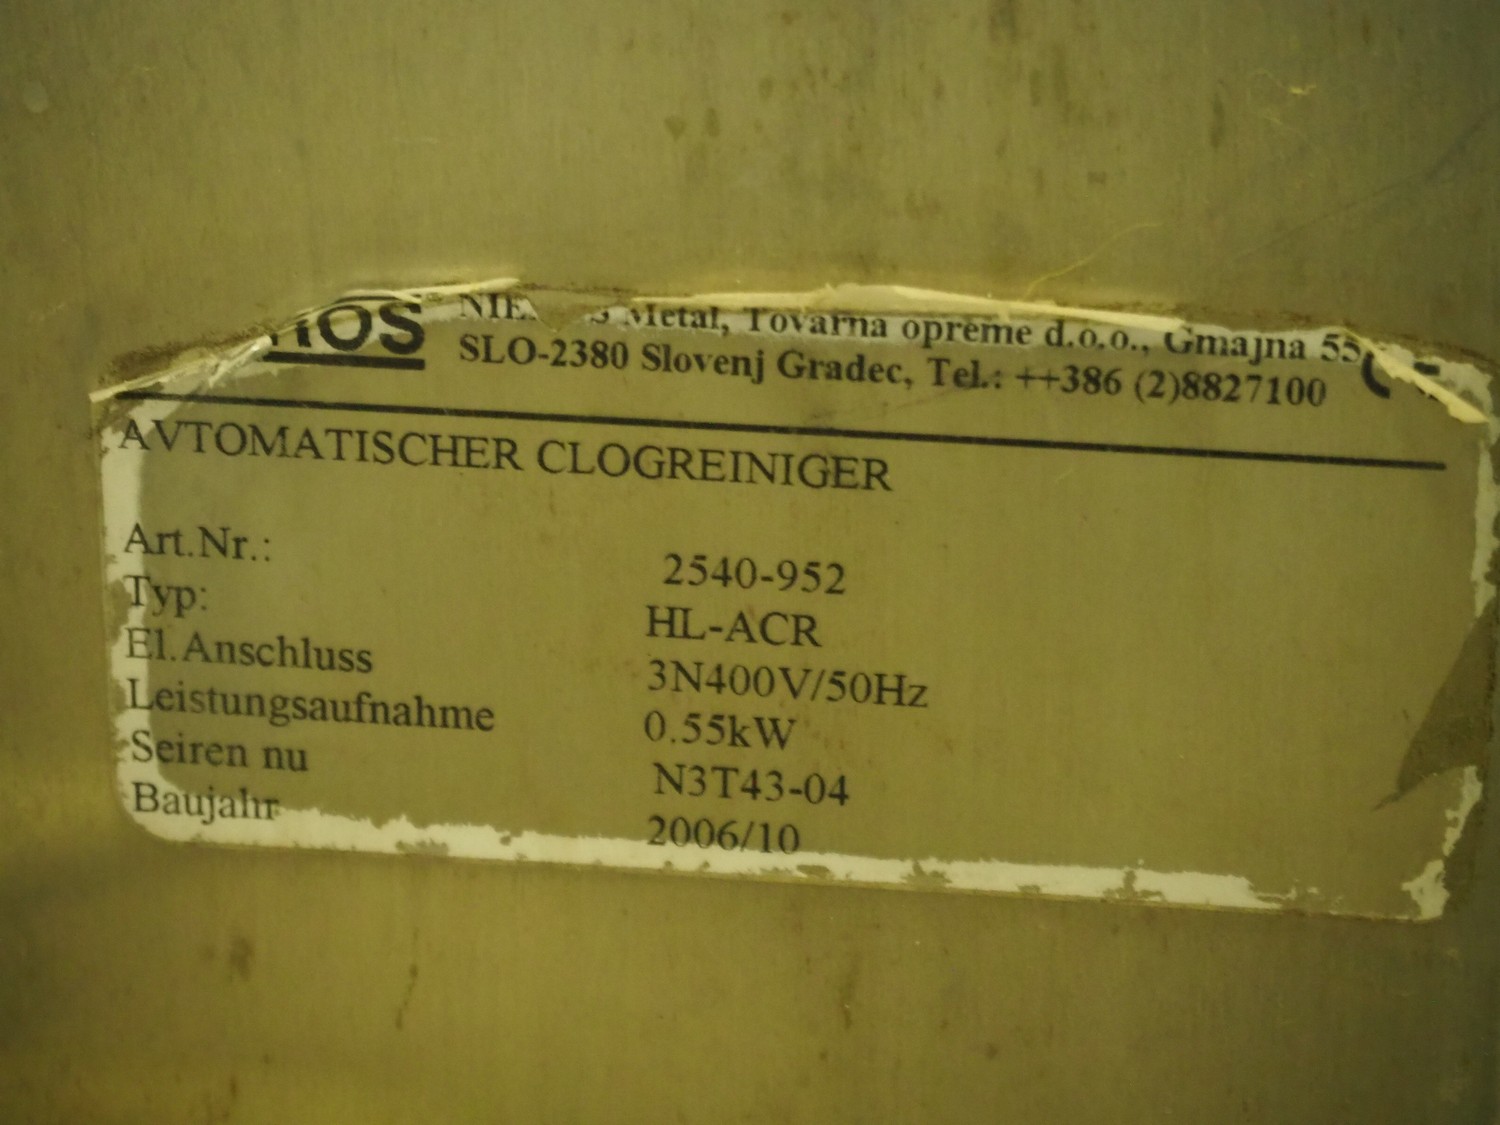 NIE Metal, Tovarna opreme d.o.o., Gmajna 55
SLO-2380 Slovenj Gradec, Tel.: ++386 (2)8827100
AVTOMATISCHER CLOGREINIGER
Art.Nr.: 2540-952
Typ: HL-ACR
El.Anschluss 3N400V/50Hz
Leistungsaufnahme 0.55kW
Seiren nu N3T43-04
Baujahr 2006/10